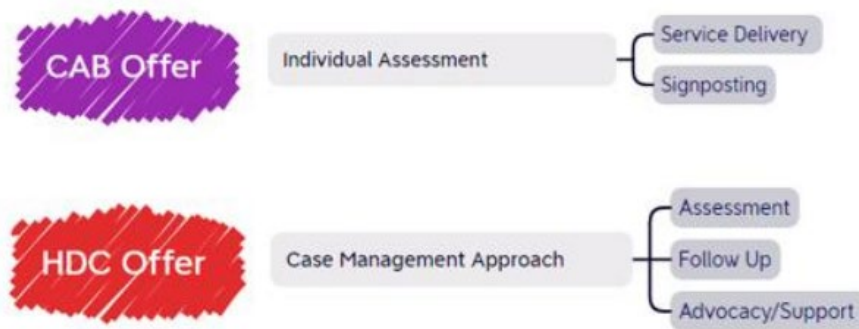 CAB Offer
Individual Assessment
Service Delivery
Signposting
HDC Offer
Case Management Approach
Assessment
Follow Up
Advocacy/Support